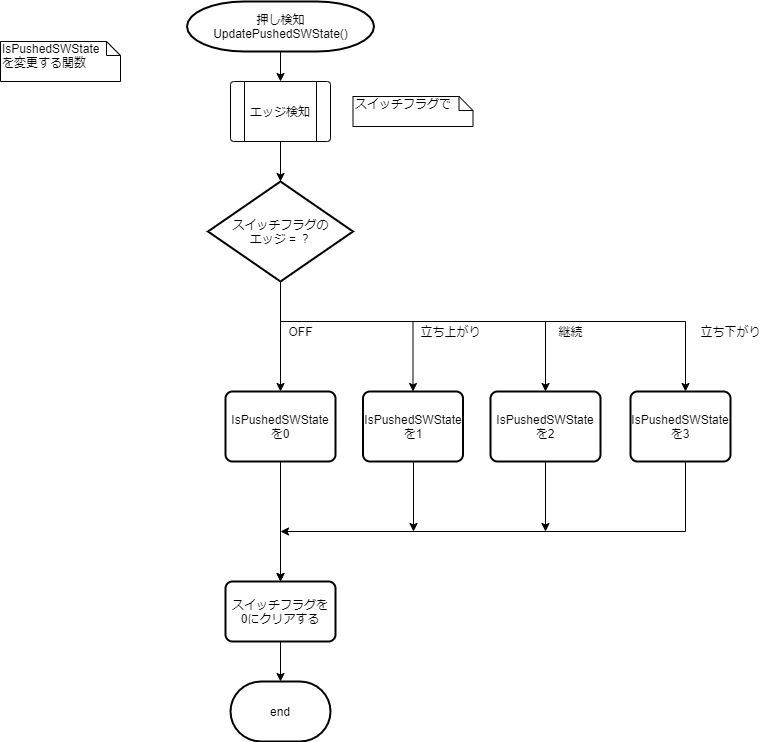 押し検知
UpdatePushedSWState()
IsPushedSWState
を変更する関数
エッジ検知
スイッチフラグで
スイッチフラグの
エッジ = ？
OFF
立ち上がり
継続
立ち下がり
IsPushedSWState
を0
IsPushedSWState
を1
IsPushedSWState
を2
IsPushedSWState
を3
スイッチフラグを
0にクリアする
end